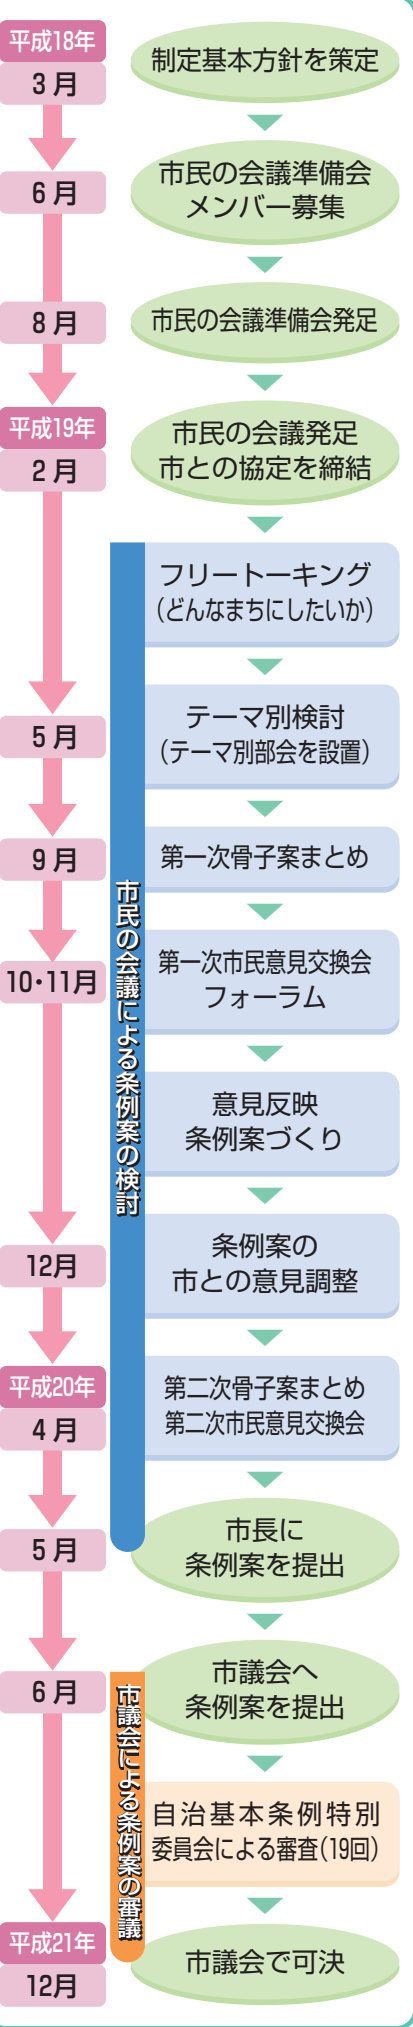 平成18年
3月
制定基本方針を策定
6月
市民の会議準備会
メンバー募集
8月
市民の会議準備会発足
平成19年
2月
市民の会議発足
市との協定を締結
市民の会議による条例案の検討
フリートーキング
（どんなまちにしたいか）
5月
テーマ別検討
（テーマ別部会を設置）
9月
第一次骨子案まとめ
10・11月
第一次市民意見交換会
フォーラム
意見反映
条例案づくり
12月
条例案の
市との意見調整
平成20年
4月
第二次骨子案まとめ
第二次市民意見交換会
5月
市長に
条例案を提出
6月
市議会へ
条例案を提出
市議会による条例案の審議
自治基本条例特別
委員会による審査（19回）
平成21年
12月
市議会で可決